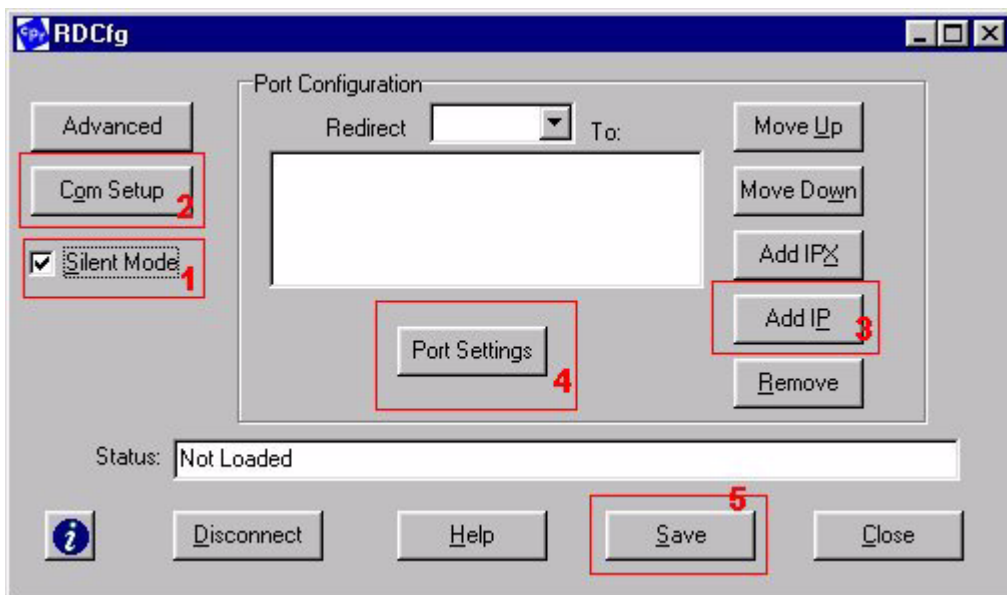 cpr RDCfg
Port Configuration
Advanced
Redirect To:
Move Up
Com Setup 2
Move Down
Silent Mode 1
Add IPX
Add IP 3
Port Settings 4
Remove
Status: Not Loaded
5
i Disconnect Help Save Close